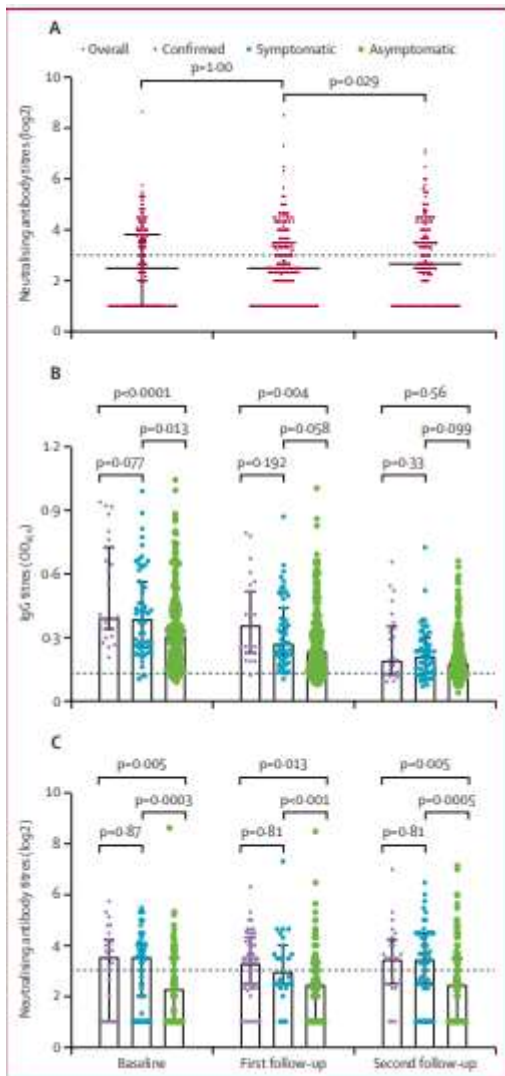 A
Overall Confirmed Symptomatic Asymptomatic
p=1·00
p=0·029
10
8
6
4
2
0
Neutralising antibody titres (log2)
B
p<0·0001 p=0·004 p=0·56
p=0·013 p=0·058 p=0·099
p=0·077 p=0·192 p=0·33
1·2
0·9
0·6
0·3
0
IgG titres
C
p=0·005 p=0·013 p=0·005
p=0·0003 p<0·001 p=0·0005
p=0·87 p=0·81 p=0·81
10
8
6
4
2
0
Neutralising antibody titres (log2)
Baseline First follow-up Second follow-up